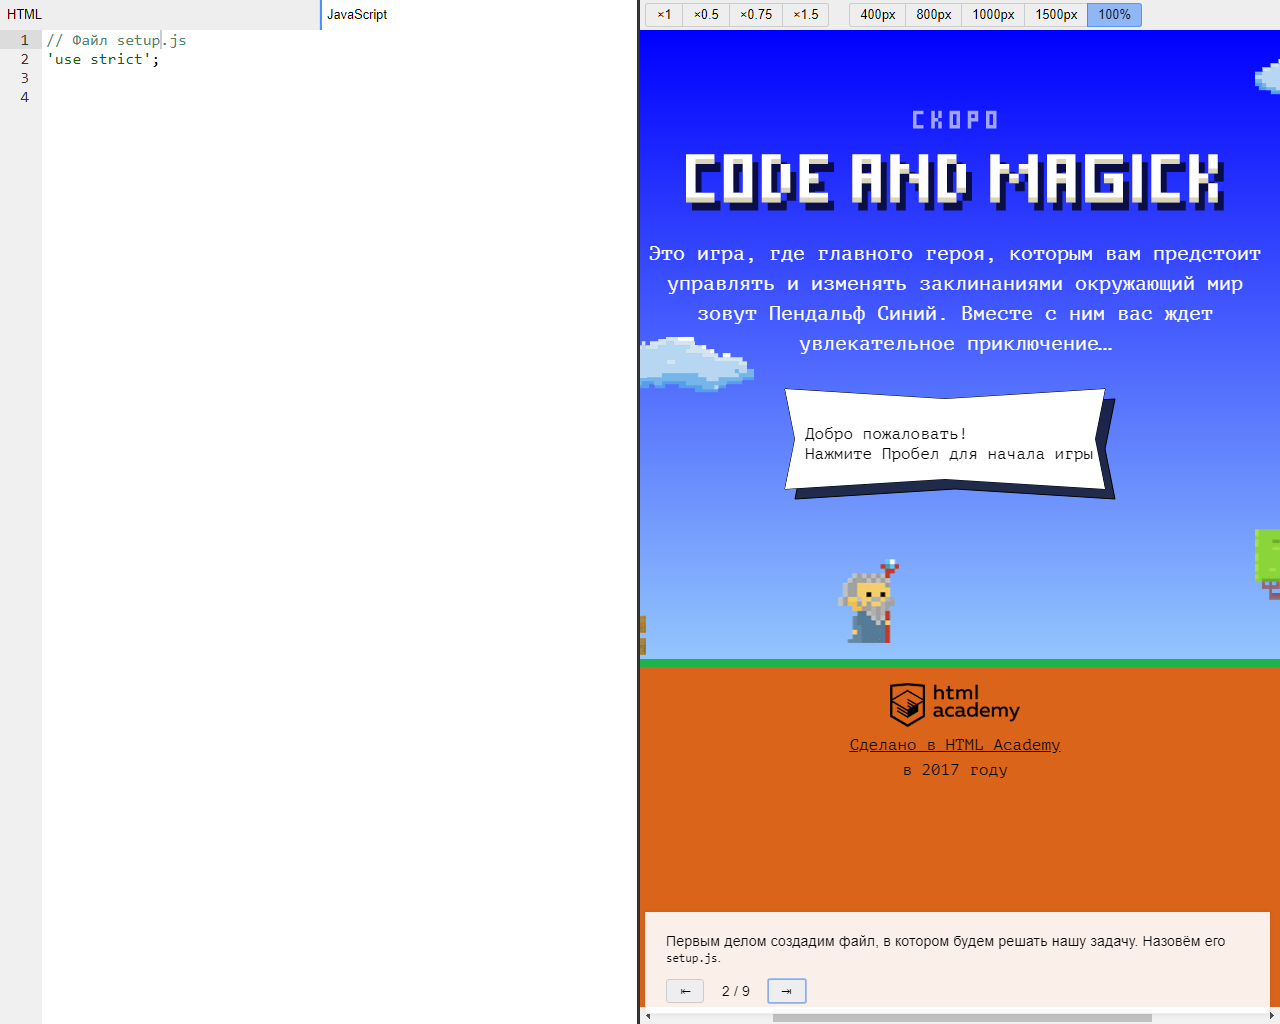 HTML
JavaScript
×1 ×0.5 ×0.75 ×1.5 400px 800px 1000px 1500px 100%
1 // Файл setup.js
2 'use strict';
3
4
СКОРО
CODE AND MAGICK
Это игра, где главного героя, которым вам предстоит
управлять и изменять заклинаниями окружающий мир
зовут Пендальф Синий. Вместе с ним вас ждет
увлекательное приключение…
Добро пожаловать!
Нажмите Пробел для начала игры
html
academy
Сделано в HTML Academy
в 2017 году
Первым делом создадим файл, в котором будем решать нашу задачу. Назовём его
setup.js.
⇤ 2 / 9 ⇥